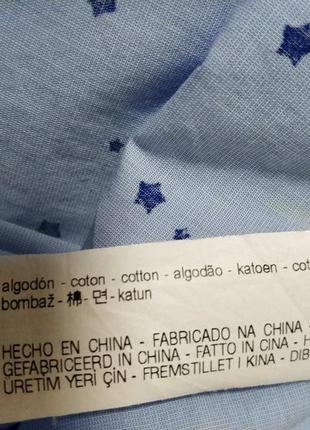 algodón - coton - cotton - algodão - katoen - cot
bombaž - 棉 - 면 - katun
HECHO EN CHINA - FABRICADO NA CHINA -
GEFABRICEERD IN CHINA - FATTO IN CINA - H
ÜRETIM YERİ ÇİN - FREMSTILLET I KINA - DIB